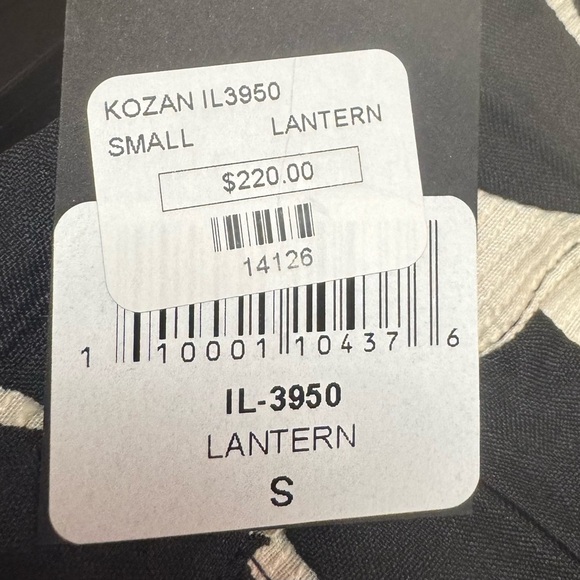 KOZAN IL3950
SMALL LANTERN
$220.00
14126
1 10001 10437 6
IL-3950
LANTERN
S